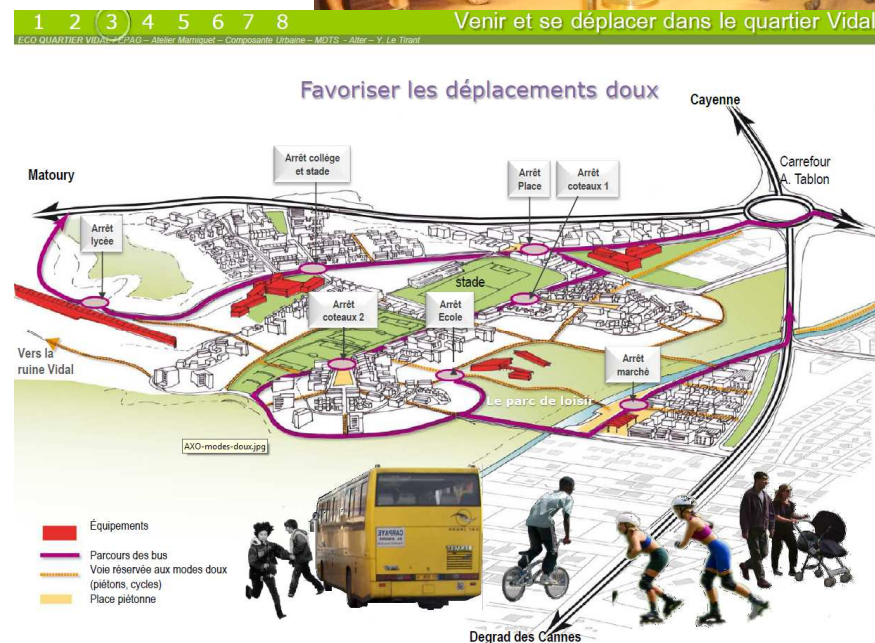 1 2 3 4 5 6 7 8
Venir et se déplacer dans le quartier Vidal
ECO QUARTIER VIDAL - EPAG – Atelier Marniquet – Composante Urbaine – MDTS - Alter – Y. Le Tirant
Favoriser les déplacements doux
Cayenne
Carrefour
A. Tablon
Matoury
Arrêt collège
et stade
Arrêt
Place
Arrêt
coteaux 1
Arrêt
lycée
stade
Arrêt
coteaux 2
Arrêt
Ecole
Vers la
ruine Vidal
Arrêt
marché
Le parc de loisir
AXO-modes-doux.jpg
Équipements
Parcours des bus
Voie réservée aux modes doux
(piétons, cycles)
Place piétonne
Degrad des Cannes